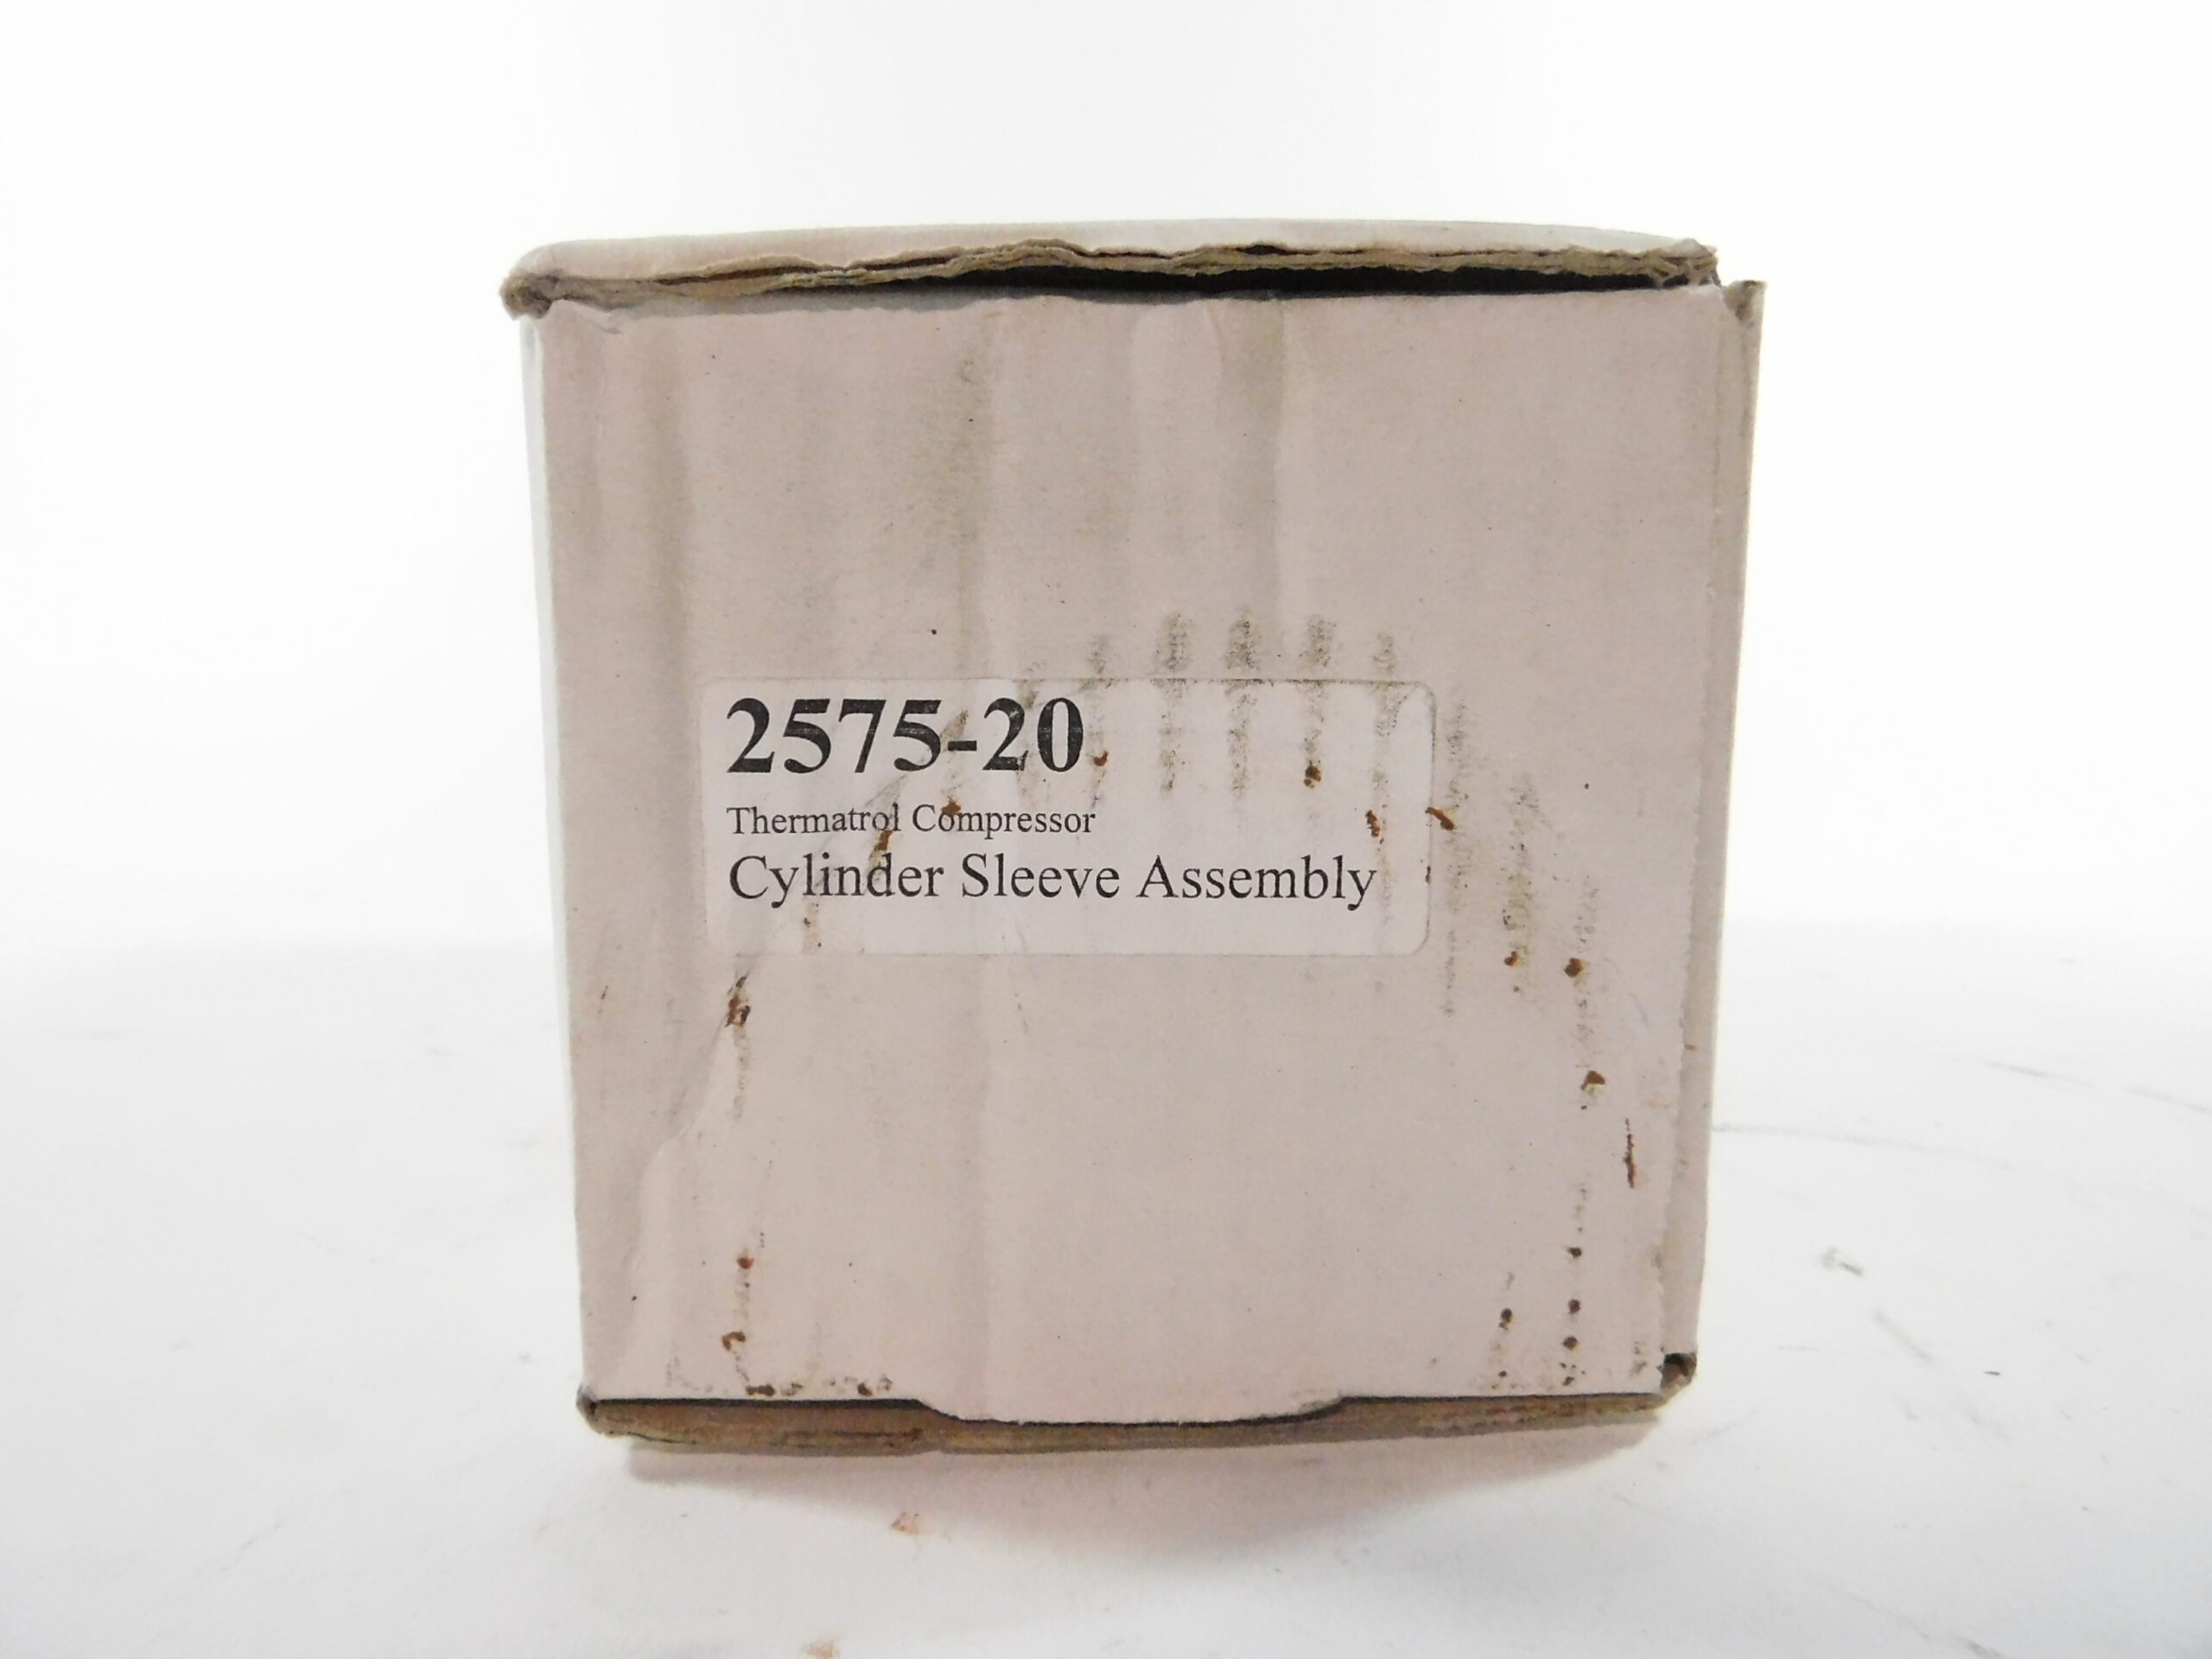 2575-20
Thermatrol Compressor
Cylinder Sleeve Assembly